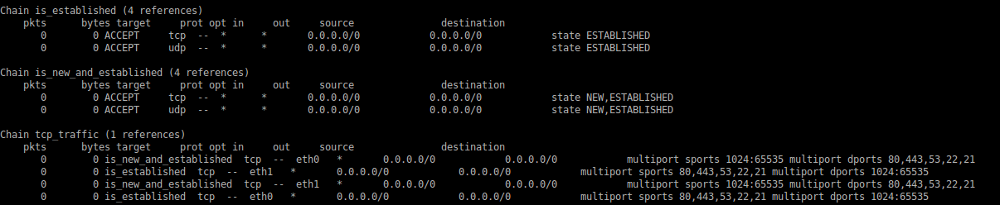 Chain is_established (4 references)
    pkts      bytes target     prot opt in     out     source               destination
       0        0 ACCEPT     tcp  --  *      *       0.0.0.0/0            0.0.0.0/0            state ESTABLISHED
       0        0 ACCEPT     udp  --  *      *       0.0.0.0/0            0.0.0.0/0            state ESTABLISHED

Chain is_new_and_established (4 references)
    pkts      bytes target     prot opt in     out     source               destination
       0        0 ACCEPT     tcp  --  *      *       0.0.0.0/0            0.0.0.0/0            state NEW,ESTABLISHED
       0        0 ACCEPT     udp  --  *      *       0.0.0.0/0            0.0.0.0/0            state NEW,ESTABLISHED

Chain tcp_traffic (1 references)
    pkts      bytes target     prot opt in     out     source               destination
       0        0 is_new_and_established  tcp  --  eth0   *       0.0.0.0/0            0.0.0.0/0            multiport sports 1024:65535 multiport dports 80,443,53,22,21
       0        0 is_established  tcp  --  eth1   *       0.0.0.0/0            0.0.0.0/0            multiport sports 80,443,53,22,21 multiport dports 1024:65535
       0        0 is_new_and_established  tcp  --  eth1   *       0.0.0.0/0            0.0.0.0/0            multiport sports 1024:65535 multiport dports 80,443,53,22,21
       0        0 is_established  tcp  --  eth0   *       0.0.0.0/0            0.0.0.0/0            multiport sports 80,443,53,22,21 multiport dports 1024:65535